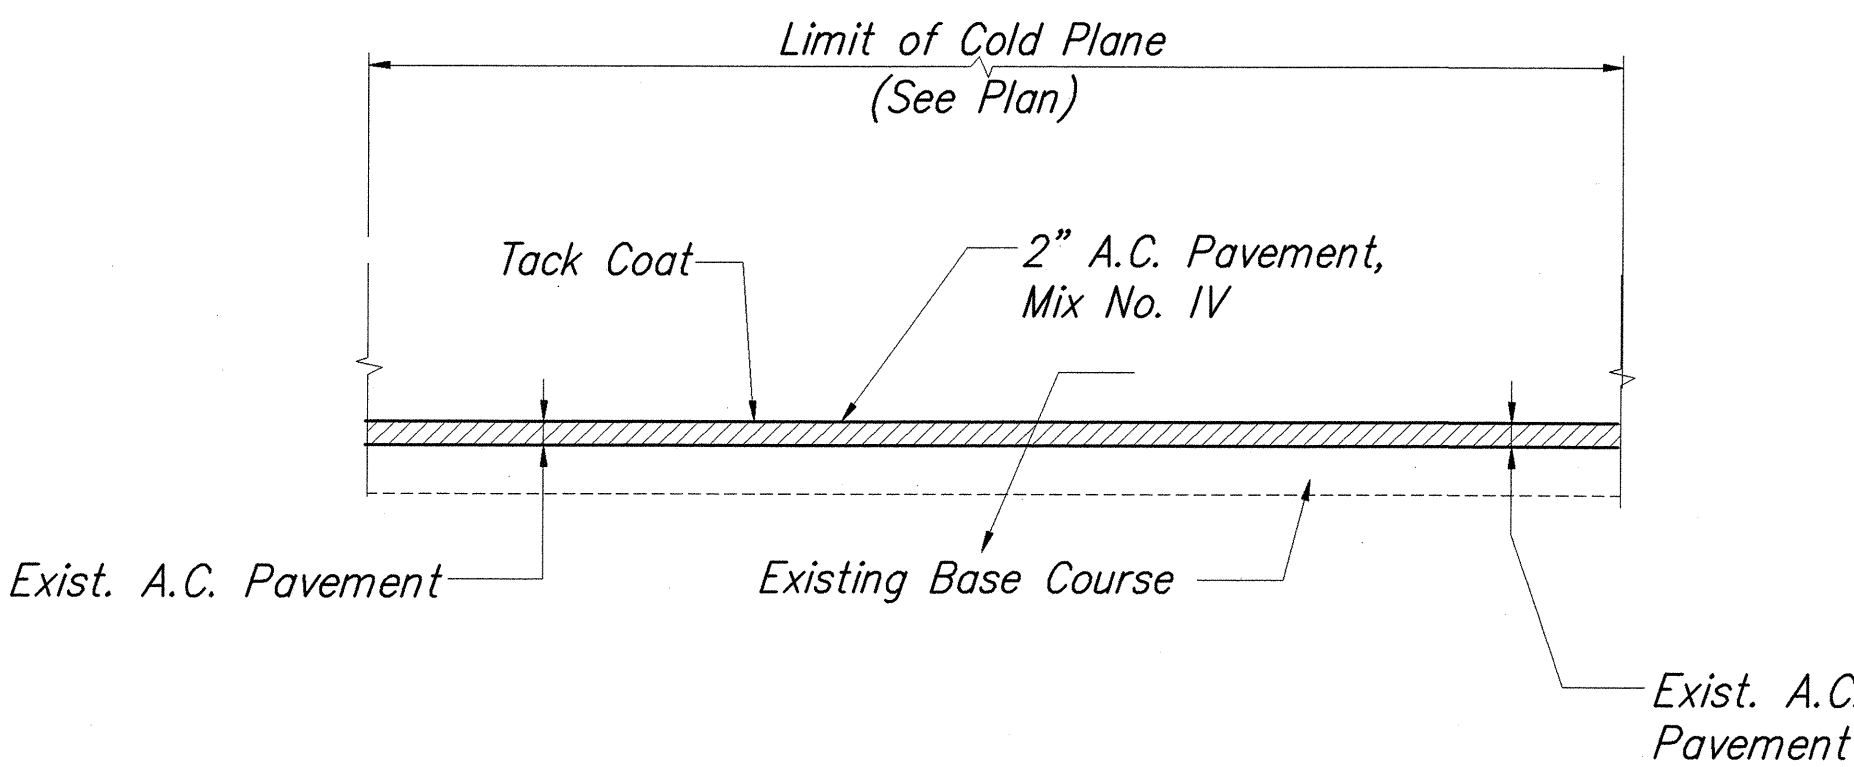 Limit of Cold Plane
(See Plan)
Tack Coat
2" A.C. Pavement,
Mix No. IV
Exist. A.C. Pavement
Existing Base Course
Exist. A.C.
Pavement